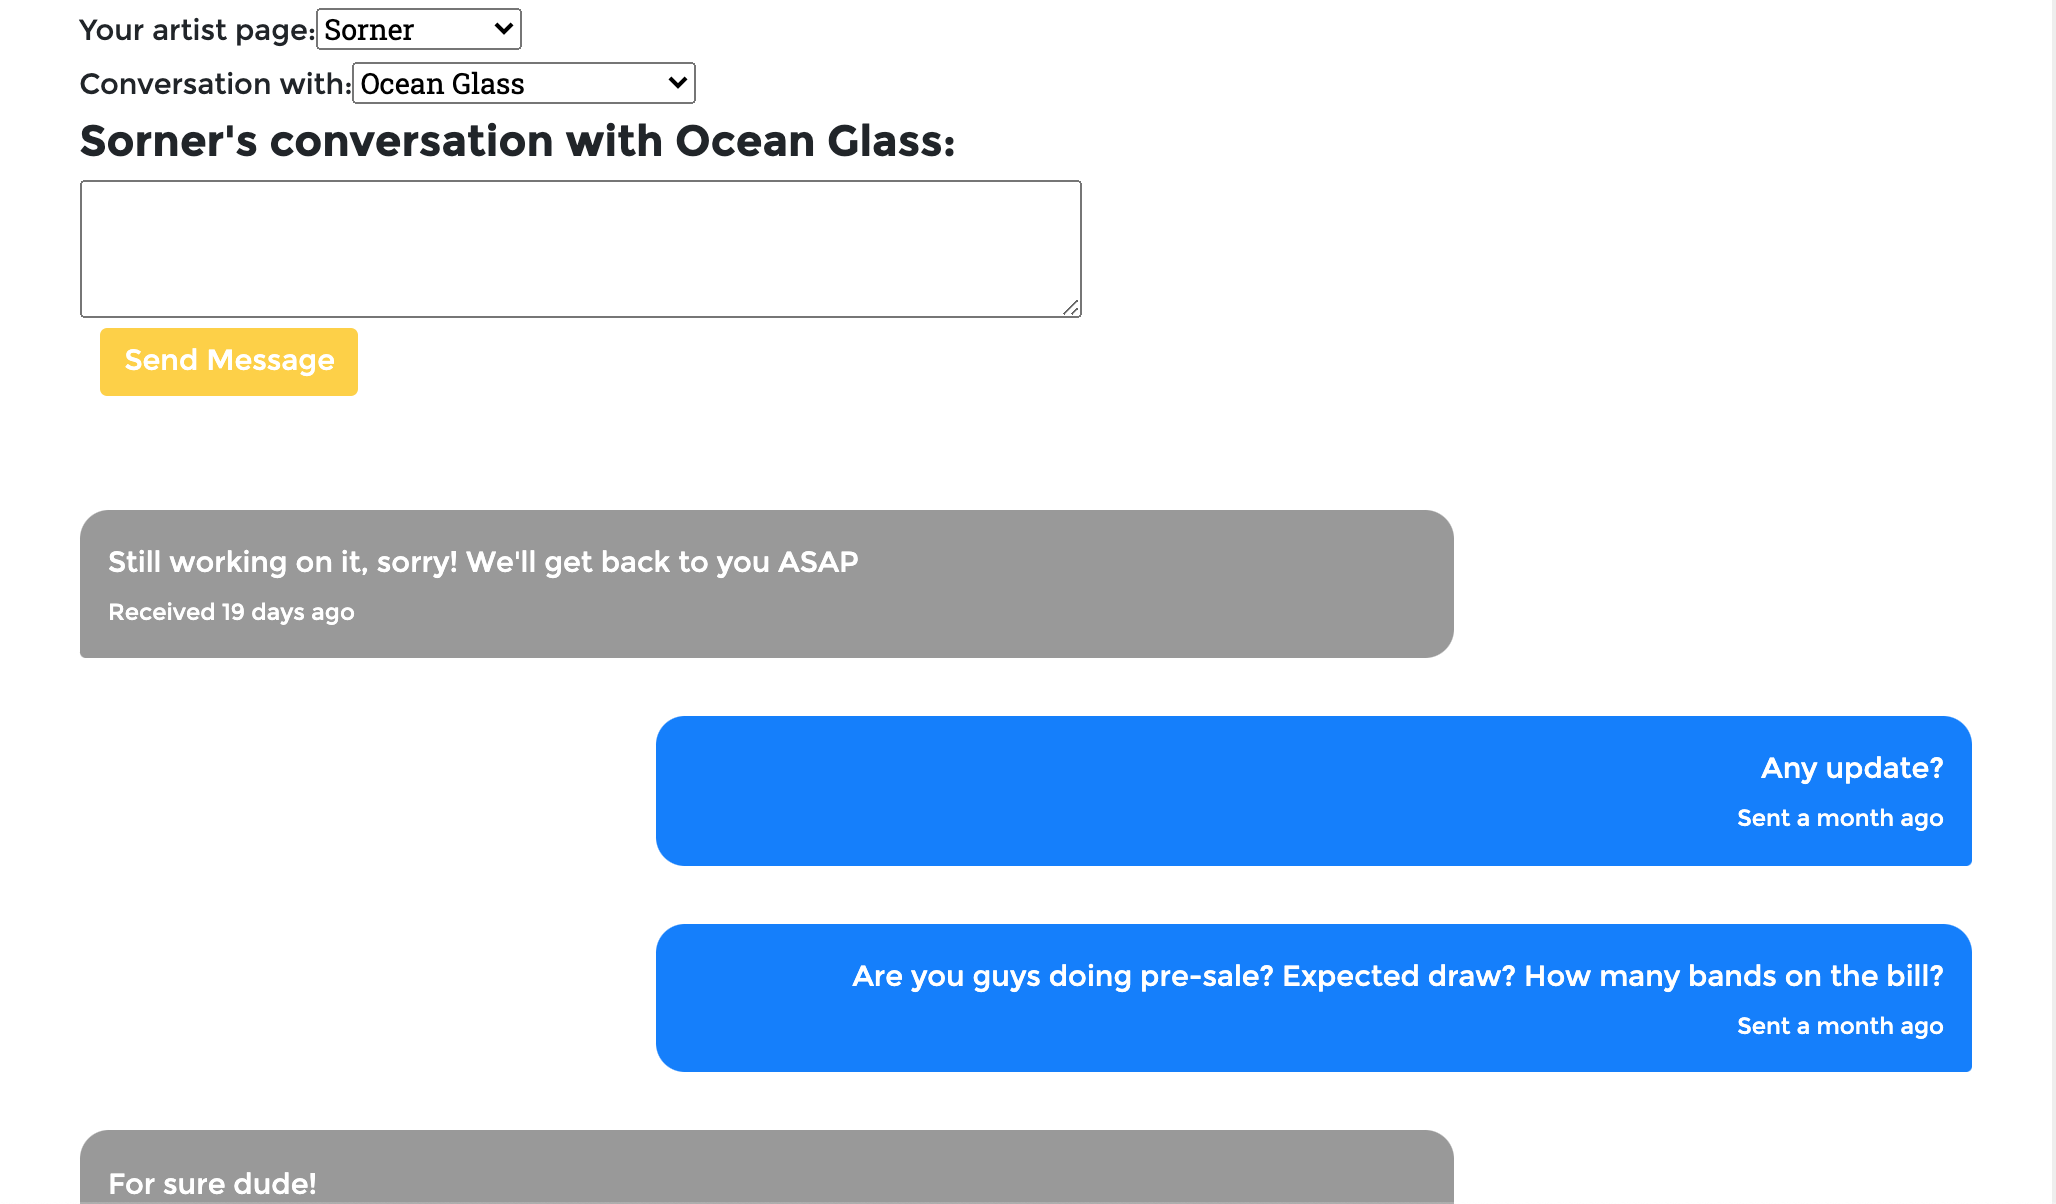 Your artist page: Sorner
Conversation with: Ocean Glass
Sorner's conversation with Ocean Glass:
Send Message
Still working on it, sorry! We'll get back to you ASAP
Received 19 days ago
Any update?
Sent a month ago
Are you guys doing pre-sale? Expected draw? How many bands on the bill?
Sent a month ago
For sure dude!